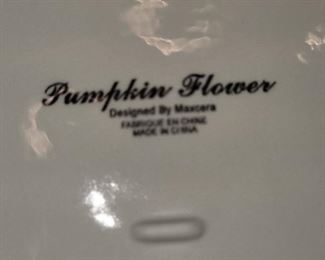 Pumpkin Flower
Designed By Maxcera
FABRIQUE EN CHINE
MADE IN CHINA